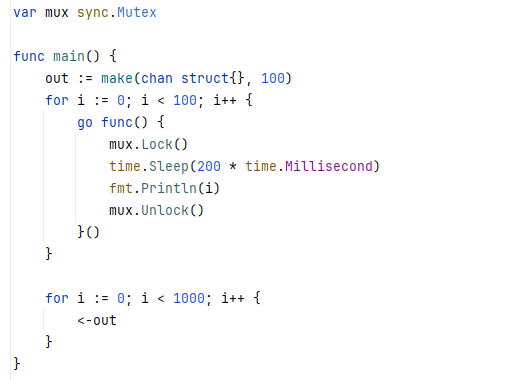 var mux sync.Mutex
func main() {
out := make(chan struct{}, 100)
for i := 0; i < 100; i++ {
go func() {
mux.Lock()
time.Sleep(200 * time.Millisecond)
fmt.Println(i)
mux.Unlock()
}()
}
for i := 0; i < 1000; i++ {
<-out
}
}